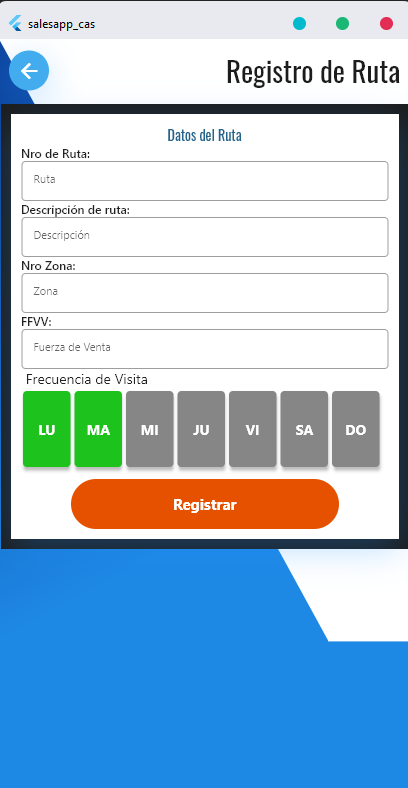 salesapp_cas
Registro de Ruta
Datos del Ruta
Nro de Ruta:
Ruta
Descripción de ruta:
Descripción
Nro Zona:
Zona
FFVV:
Fuerza de Venta
Frecuencia de Visita
LU MA MI JU VI SA DO
Registrar